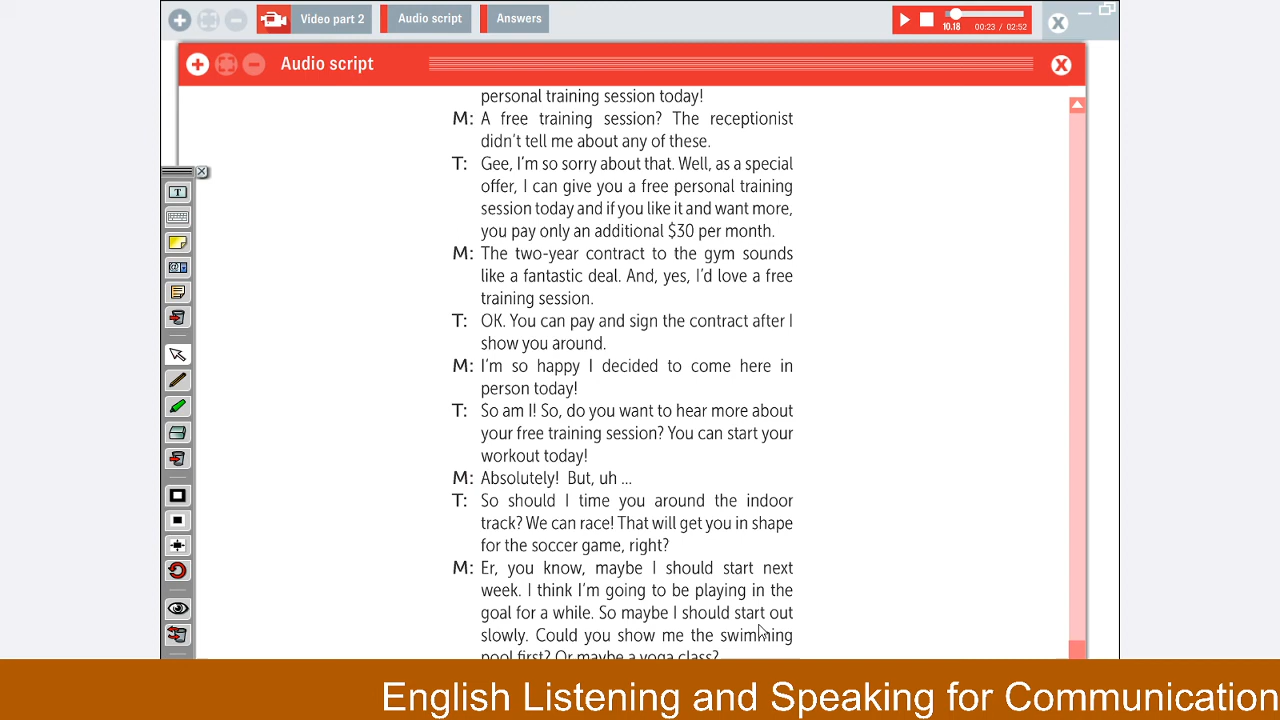 Video part 2
Audio script
Answers
10.18
00:23 / 02:52
Audio script
personal training session today!
M: A free training session? The receptionist
didn't tell me about any of these.
T: Gee, I'm so sorry about that. Well, as a special
offer, I can give you a free personal training
session today and if you like it and want more,
you pay only an additional $30 per month.
M: The two-year contract to the gym sounds
like a fantastic deal. And, yes, I'd love a free
training session.
T: OK. You can pay and sign the contract after I
show you around.
M: I'm so happy I decided to come here in
person today!
T: So am I! So, do you want to hear more about
your free training session? You can start your
workout today!
M: Absolutely! But, uh ...
T: So should I time you around the indoor
track? We can race! That will get you in shape
for the soccer game, right?
M: Er, you know, maybe I should start next
week. I think I'm going to be playing in the
goal for a while. So maybe I should start out
slowly. Could you show me the swimming
pool first? Or maybe a yoga class?
English Listening and Speaking for Communication